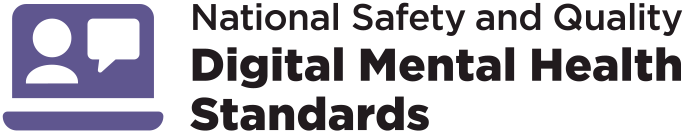 National Safety and Quality
Digital Mental Health
Standards